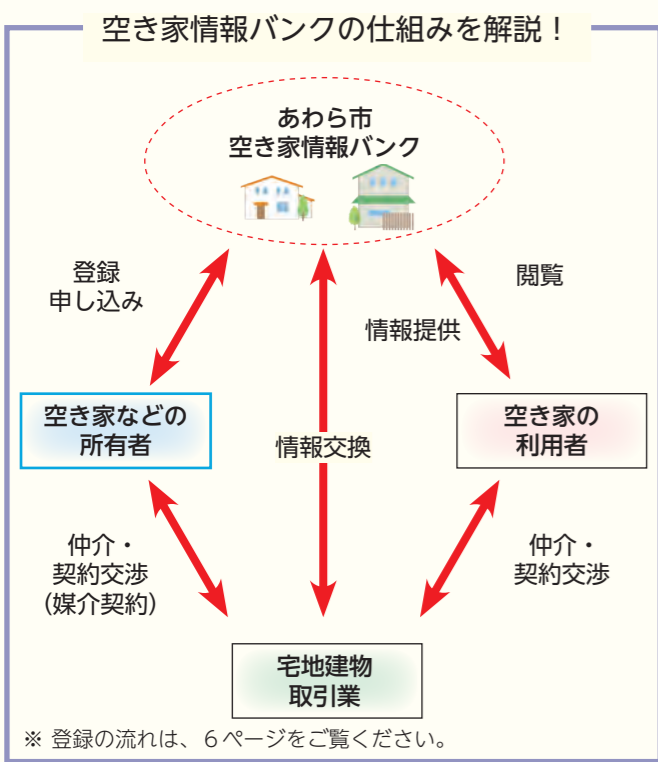 空き家情報バンクの仕組みを解説！
あわら市
空き家情報バンク
登録
申し込み
閲覧
情報提供
空き家などの
所有者
空き家の
利用者
情報交換
仲介・
契約交渉
(媒介契約)
仲介・
契約交渉
宅地建物
取引業
※ 登録の流れは、６ページをご覧ください。